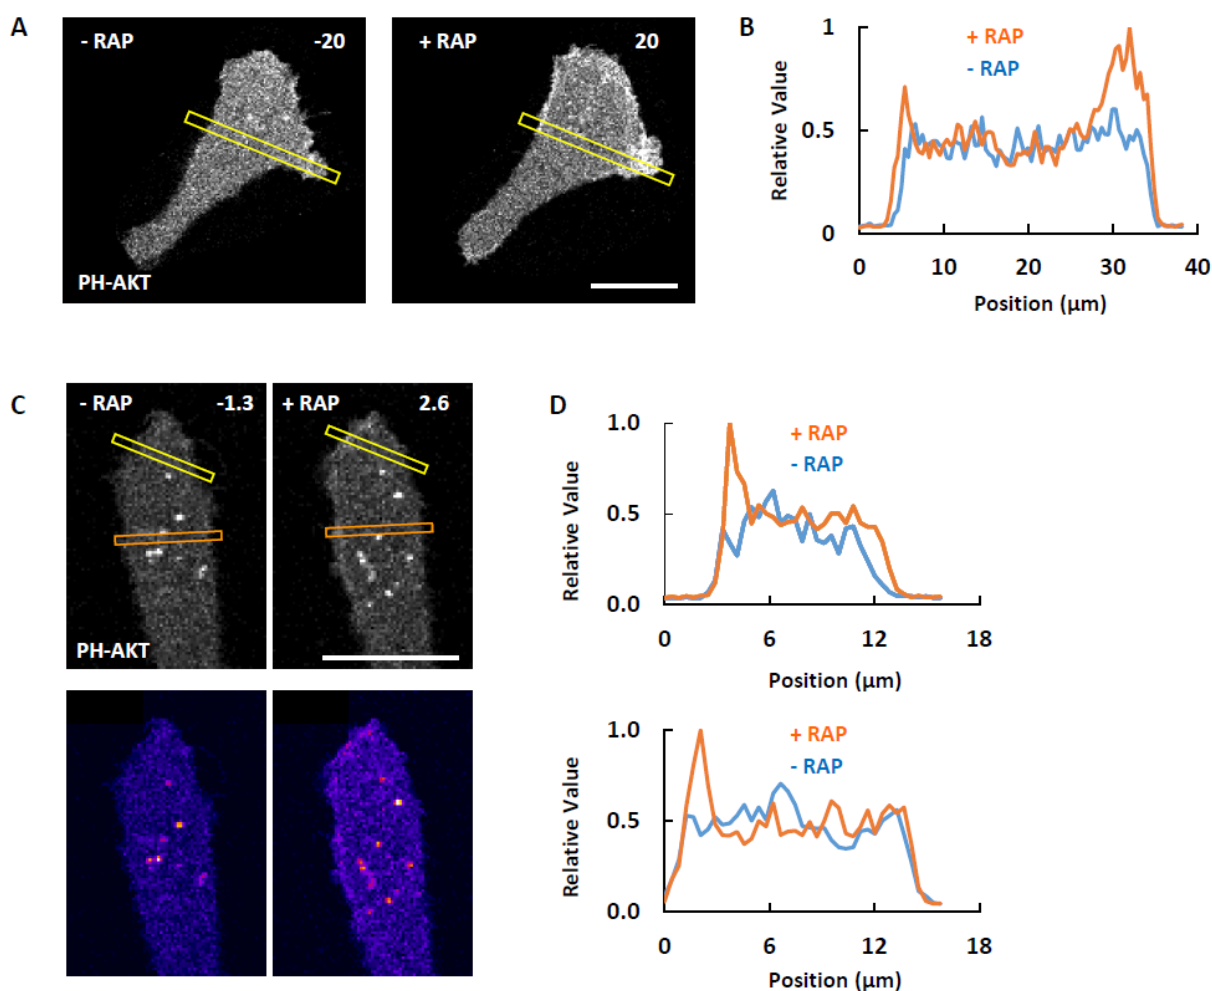 A
- RAP
-20
PH-AKT
+ RAP
20
B
Relative Value
1
0.5
0
+ RAP
- RAP
0
10
20
30
40
Position (µm)
C
- RAP
-1.3
PH-AKT
+ RAP
2.6
D
Relative Value
1.0
0.5
0.0
+ RAP
- RAP
0
6
12
18
Position (µm)
Relative Value
1.0
0.5
0.0
+ RAP
- RAP
0
6
12
18
Position (µm)